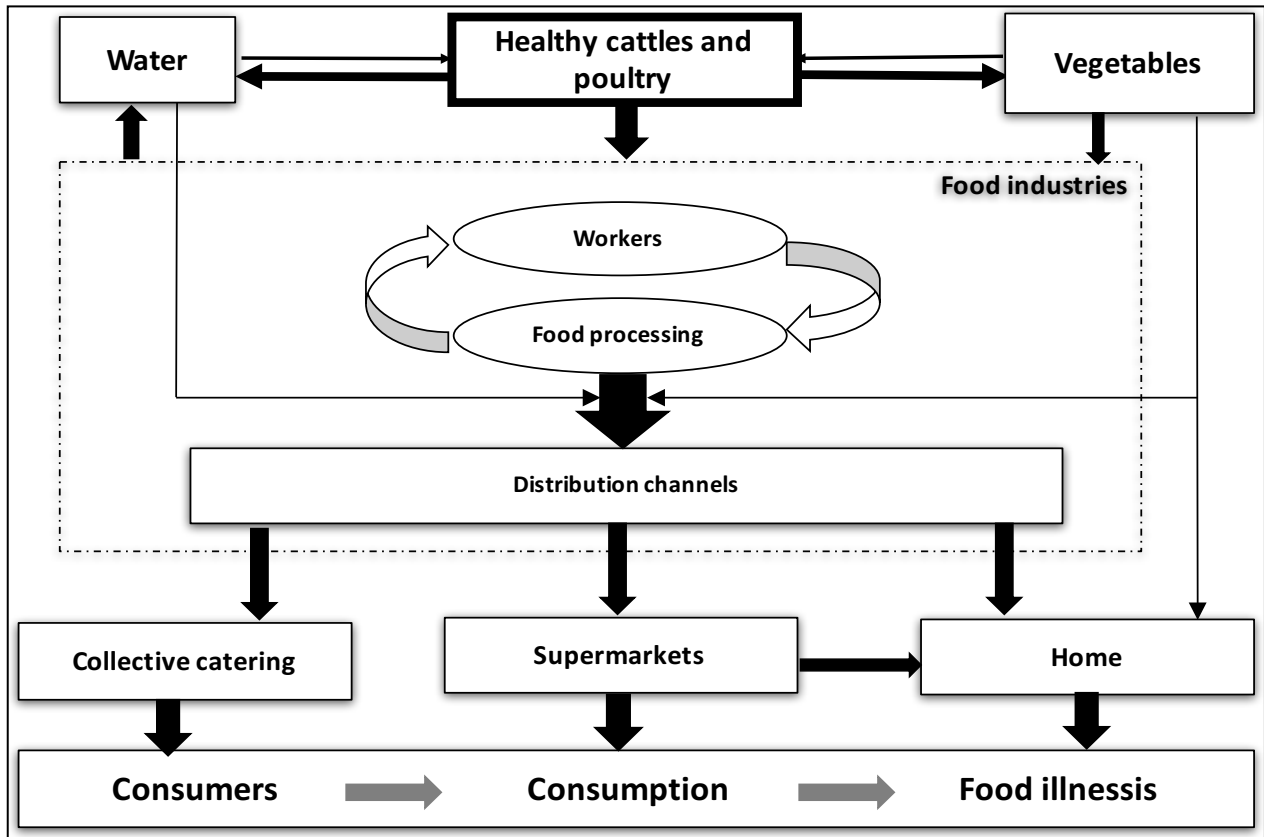 Water
Healthy cattles and
poultry
Vegetables
Food industries
Workers
Food processing
Distribution channels
Collective catering
Supermarkets
Home
Consumers
Consumption
Food illnessis